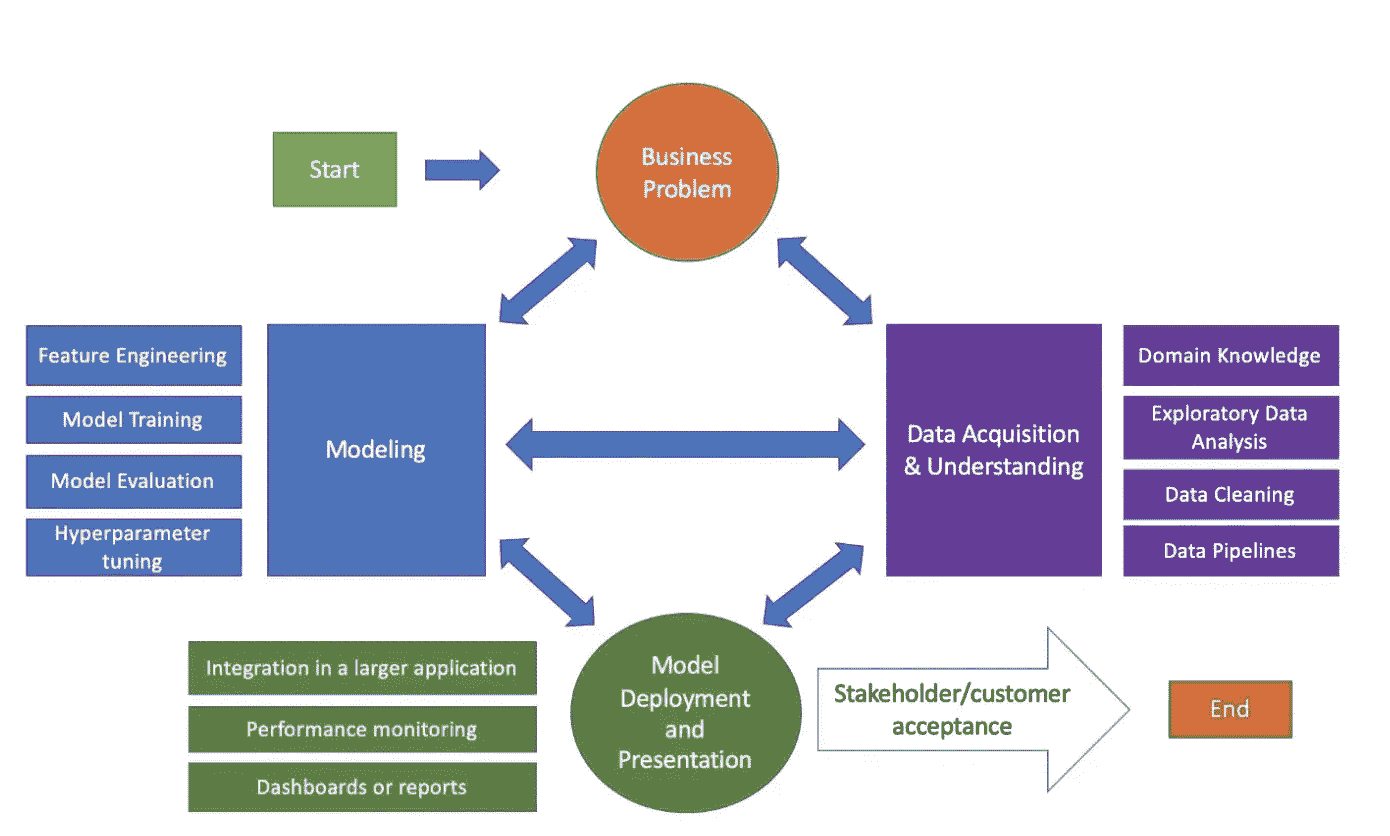 Start
Business
Problem
Feature Engineering
Model Training
Model Evaluation
Hyperparameter
tuning
Modeling
Data Acquisition
& Understanding
Domain Knowledge
Exploratory Data
Analysis
Data Cleaning
Data Pipelines
Integration in a larger application
Performance monitoring
Dashboards or reports
Model
Deployment
and
Presentation
Stakeholder/customer
acceptance
End